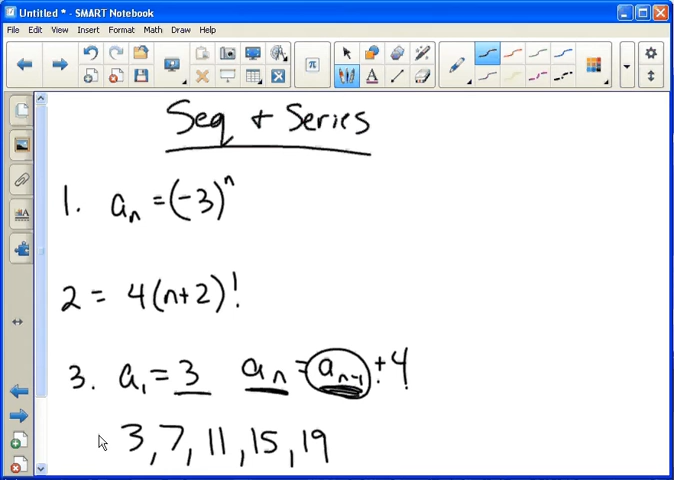 Untitled * - SMART Notebook
File Edit View Insert Format Draw Help
Seq + Series
1. aₙ = (-3)ⁿ
2 = 4(n+2)!
3. a₁ = 3 aₙ = aₙ₋₁ + 4
3, 7, 11, 15, 19